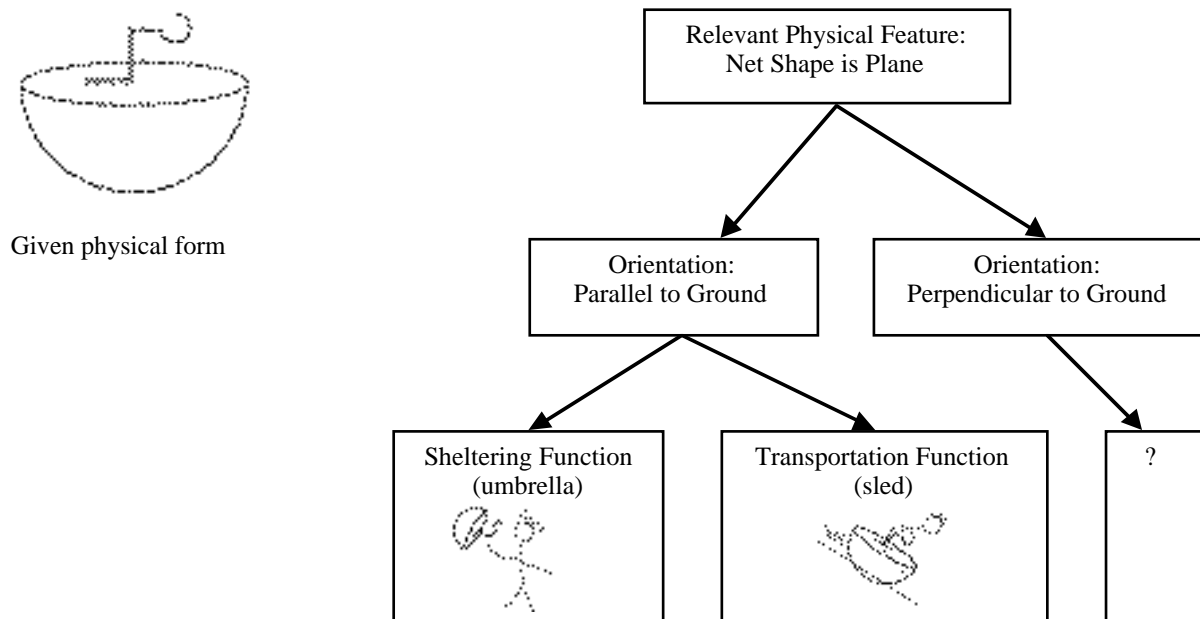 Given physical form
Relevant Physical Feature:
Net Shape is Plane
Orientation:
Parallel to Ground
Orientation:
Perpendicular to Ground
Sheltering Function
(umbrella)
Transportation Function
(sled)
?